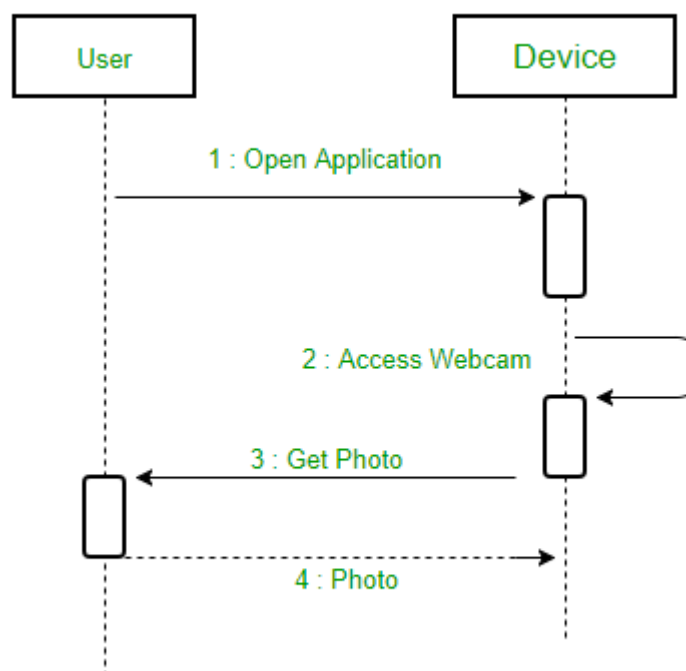 User
Device
1 : Open Application
2 : Access Webcam
3 : Get Photo
4 : Photo